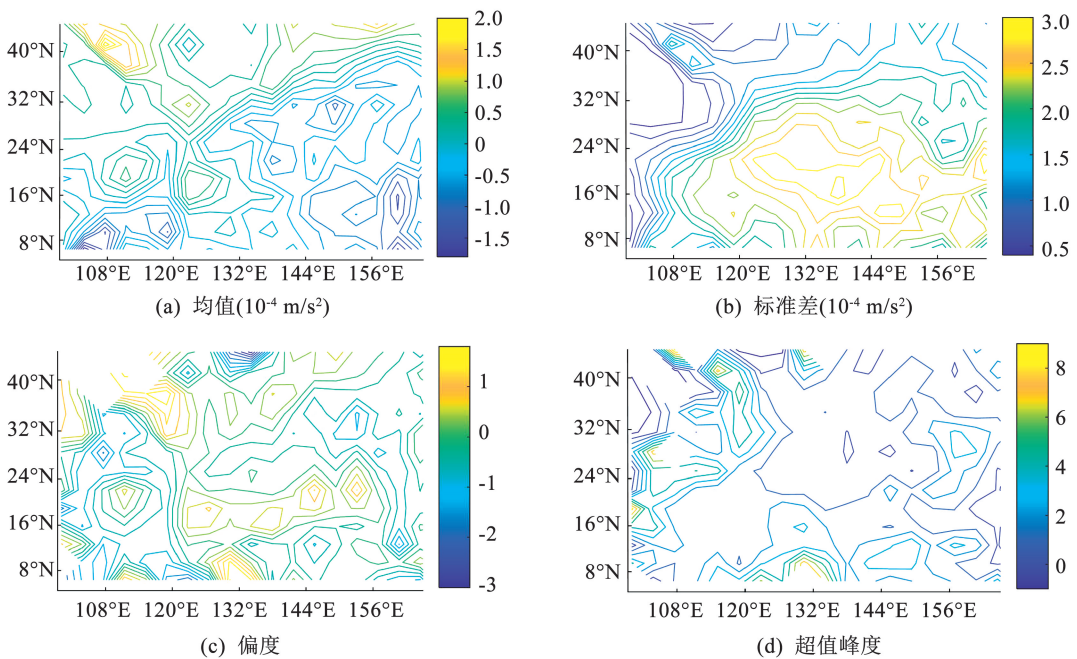 2.0
40°N
1.5
1.0
32°N
0.5
24°N
0
-0.5
16°N
-1.0
8°N
-1.5
108°E 120°E 132°E 144°E 156°E
(a) 均值(10⁻⁴ m/s²)
3.0
40°N
2.5
32°N
2.0
24°N
1.5
16°N
1.0
8°N
0.5
108°E 120°E 132°E 144°E 156°E
(b) 标准差(10⁻⁴ m/s²)
40°N
1
32°N
0
24°N
-1
16°N
-2
8°N
-3
108°E 120°E 132°E 144°E 156°E
(c) 偏度
8
40°N
6
32°N
4
24°N
2
16°N
0
8°N
108°E 120°E 132°E 144°E 156°E
(d) 超值峰度